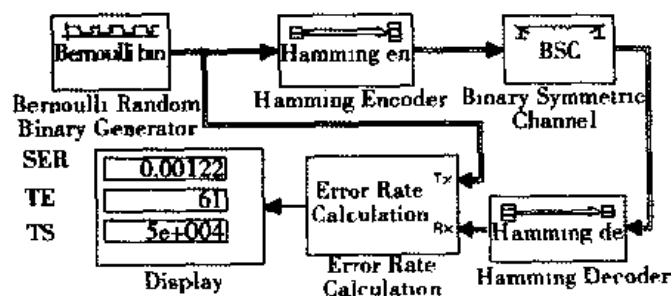 Bernoulli bin
Hamming en
BSC
Bernoulli Random
Binary Generator
Hamming Encoder
Binary Symmetric
Channel
SER
0.00122
TE
61
TS
5e+004
Error Rate
Calculation
Tx
Rx
Hamming de
Display
Error Rate
Calculation
Hamming Decoder